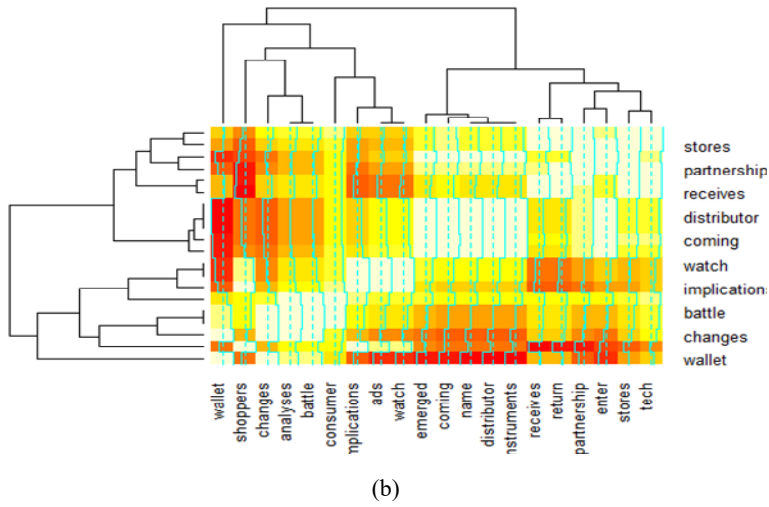 stores
partnership
receives
distributor
coming
watch
implications
battle
changes
wallet
wallet
shoppers
changes
analyses
battle
consumer
mplications
ads
watch
emerged
coming
name
distributor
nstruments
receives
return
partnership
enter
stores
tech
(b)